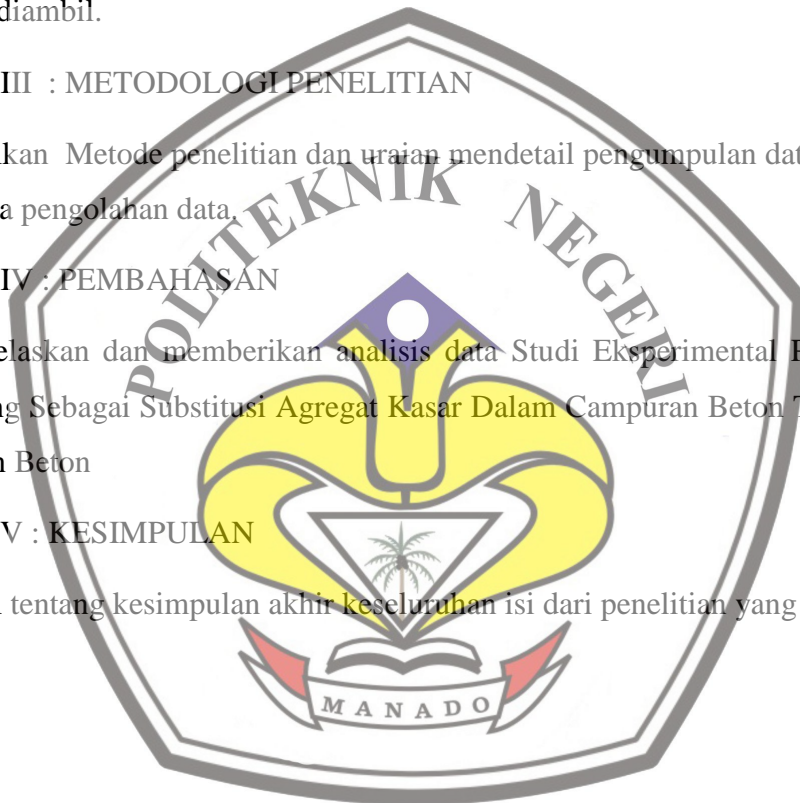 diambil.
III : METODOLOGI PENELITIAN
kan Metode penelitian dan uraian mendetail pengumpulan dat
a pengolahan data.
IV : PEMBAHASAN
elaskan dan memberikan analisis data Studi Eksperimental
g Sebagai Substitusi Agregat Kasar Dalam Campuran Beton
Beton
V : KESIMPULAN
tentang kesimpulan akhir keseluruhan isi dari penelitian yang
POLITEKNIK NEGERI
MANADO